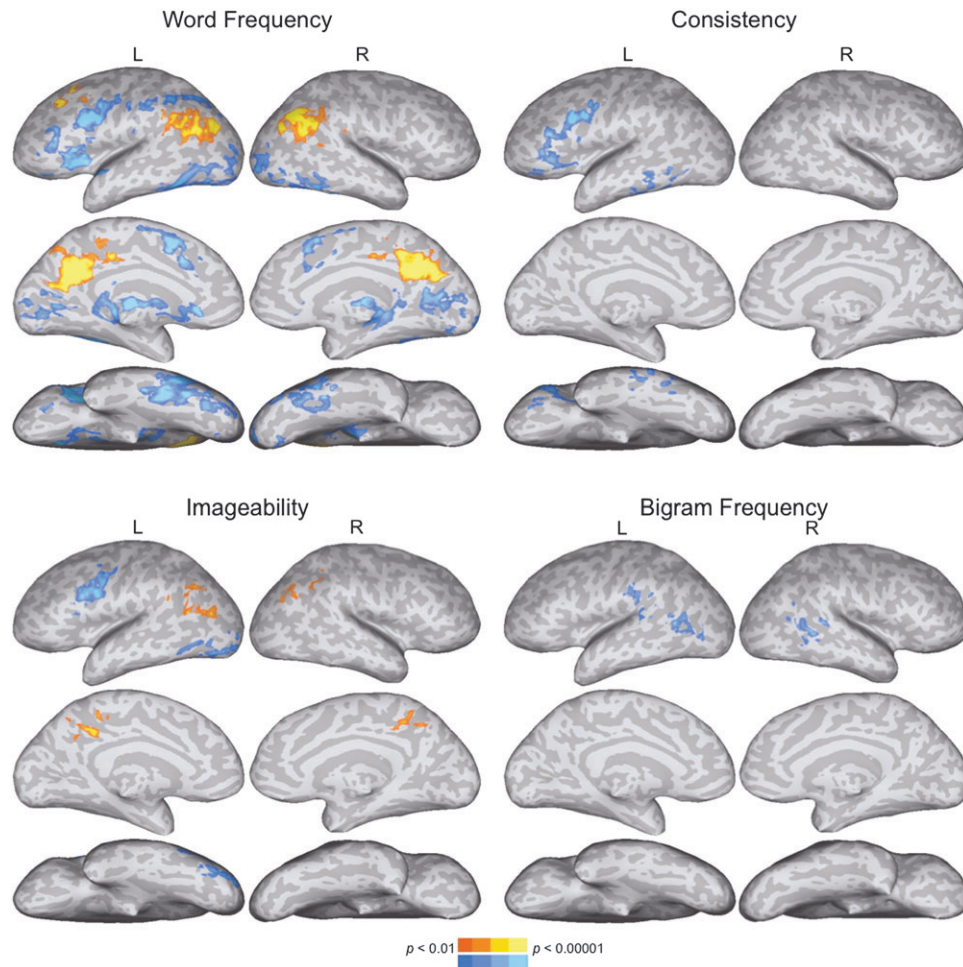 Word Frequency
L
R
Consistency
L
R
Imageability
L
R
Bigram Frequency
L
R
p < 0.01
p < 0.00001